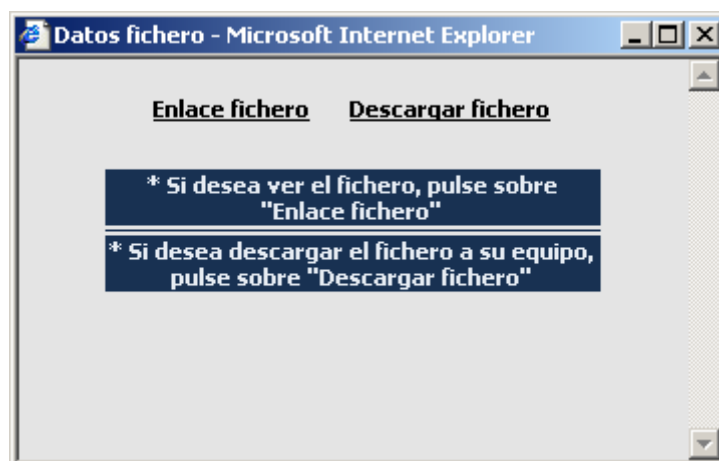 Datos fichero - Microsoft Internet Explorer
Enlace fichero Descargar fichero
* Si desea ver el fichero, pulse sobre
"Enlace fichero"
* Si desea descargar el fichero a su equipo,
pulse sobre "Descargar fichero"